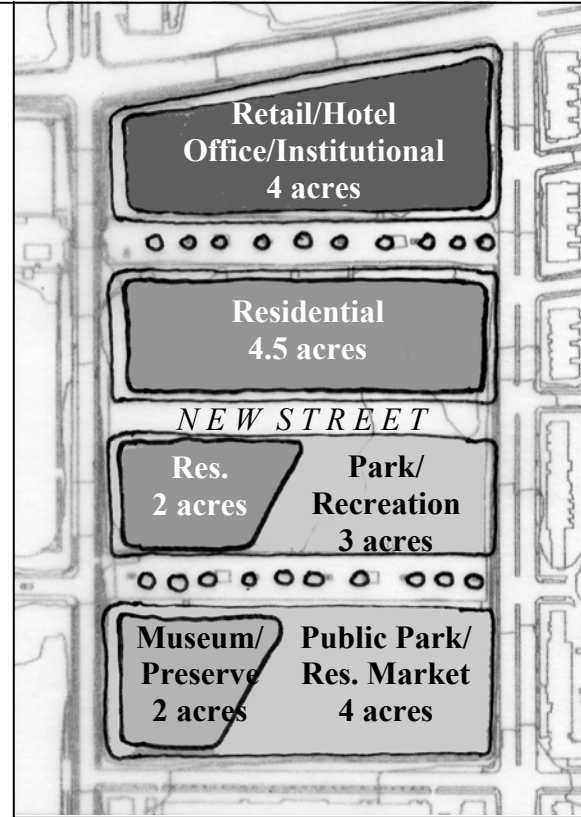 Retail/Hotel
Office/Institutional
4 acres
Residential
4.5 acres
NEW STREET
Res.
2 acres
Park/
Recreation
3 acres
Museum/
Preserve
2 acres
Public Park/
Res. Market
4 acres